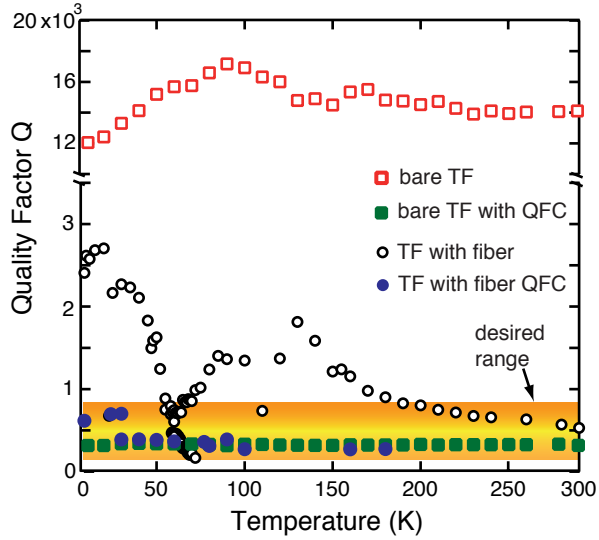 20 x10³
16
12
3
2
1
0
Quality Factor Q
bare TF
bare TF with QFC
TF with fiber
TF with fiber QFC
desired
range
0 50 100 150 200 250 300
Temperature (K)